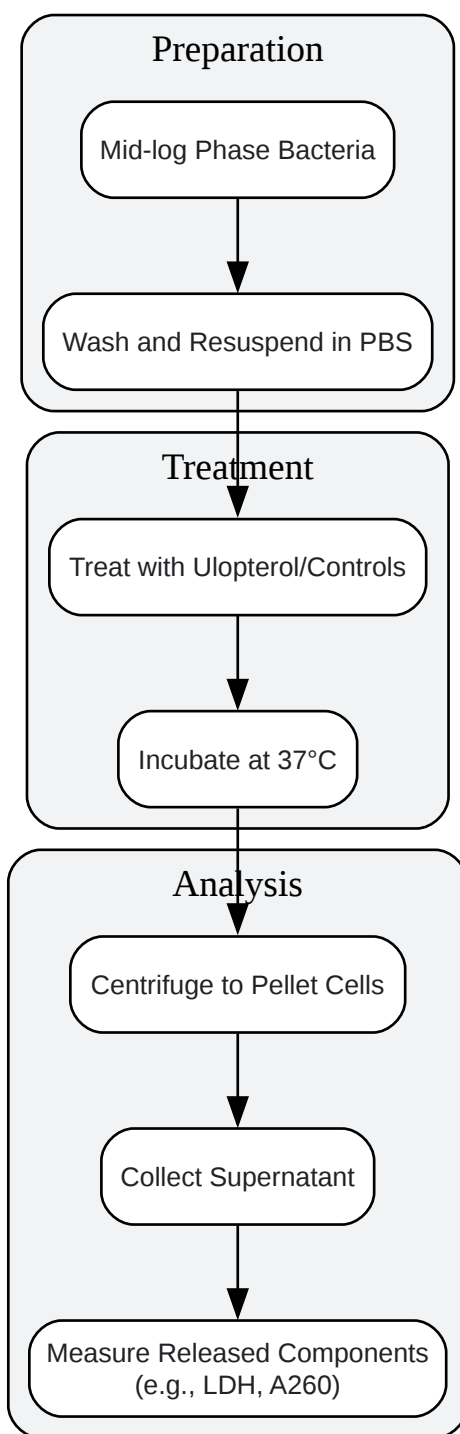 Preparation
Mid-log Phase Bacteria
Wash and Resuspend in PBS
Treatment
Treat with Ulopterol/Controls
Incubate at 37°C
Analysis
Centrifuge to Pellet Cells
Collect Supernatant
Measure Released Components
(e.g., LDH, A260)